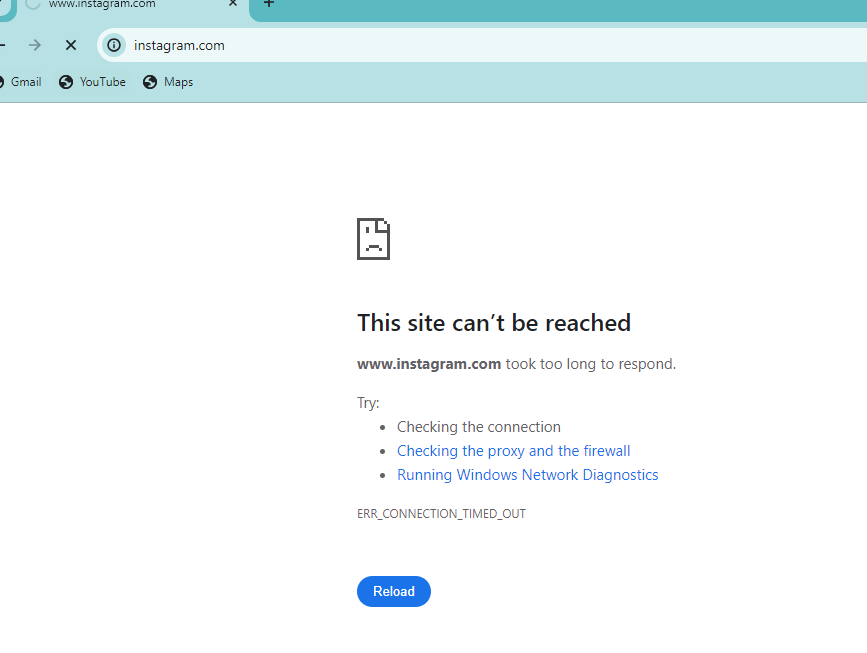 www.instagram.com
instagram.com
Gmail YouTube Maps
This site can’t be reached
www.instagram.com took too long to respond.
Try:
Checking the connection
Checking the proxy and the firewall
Running Windows Network Diagnostics
ERR_CONNECTION_TIMED_OUT
Reload